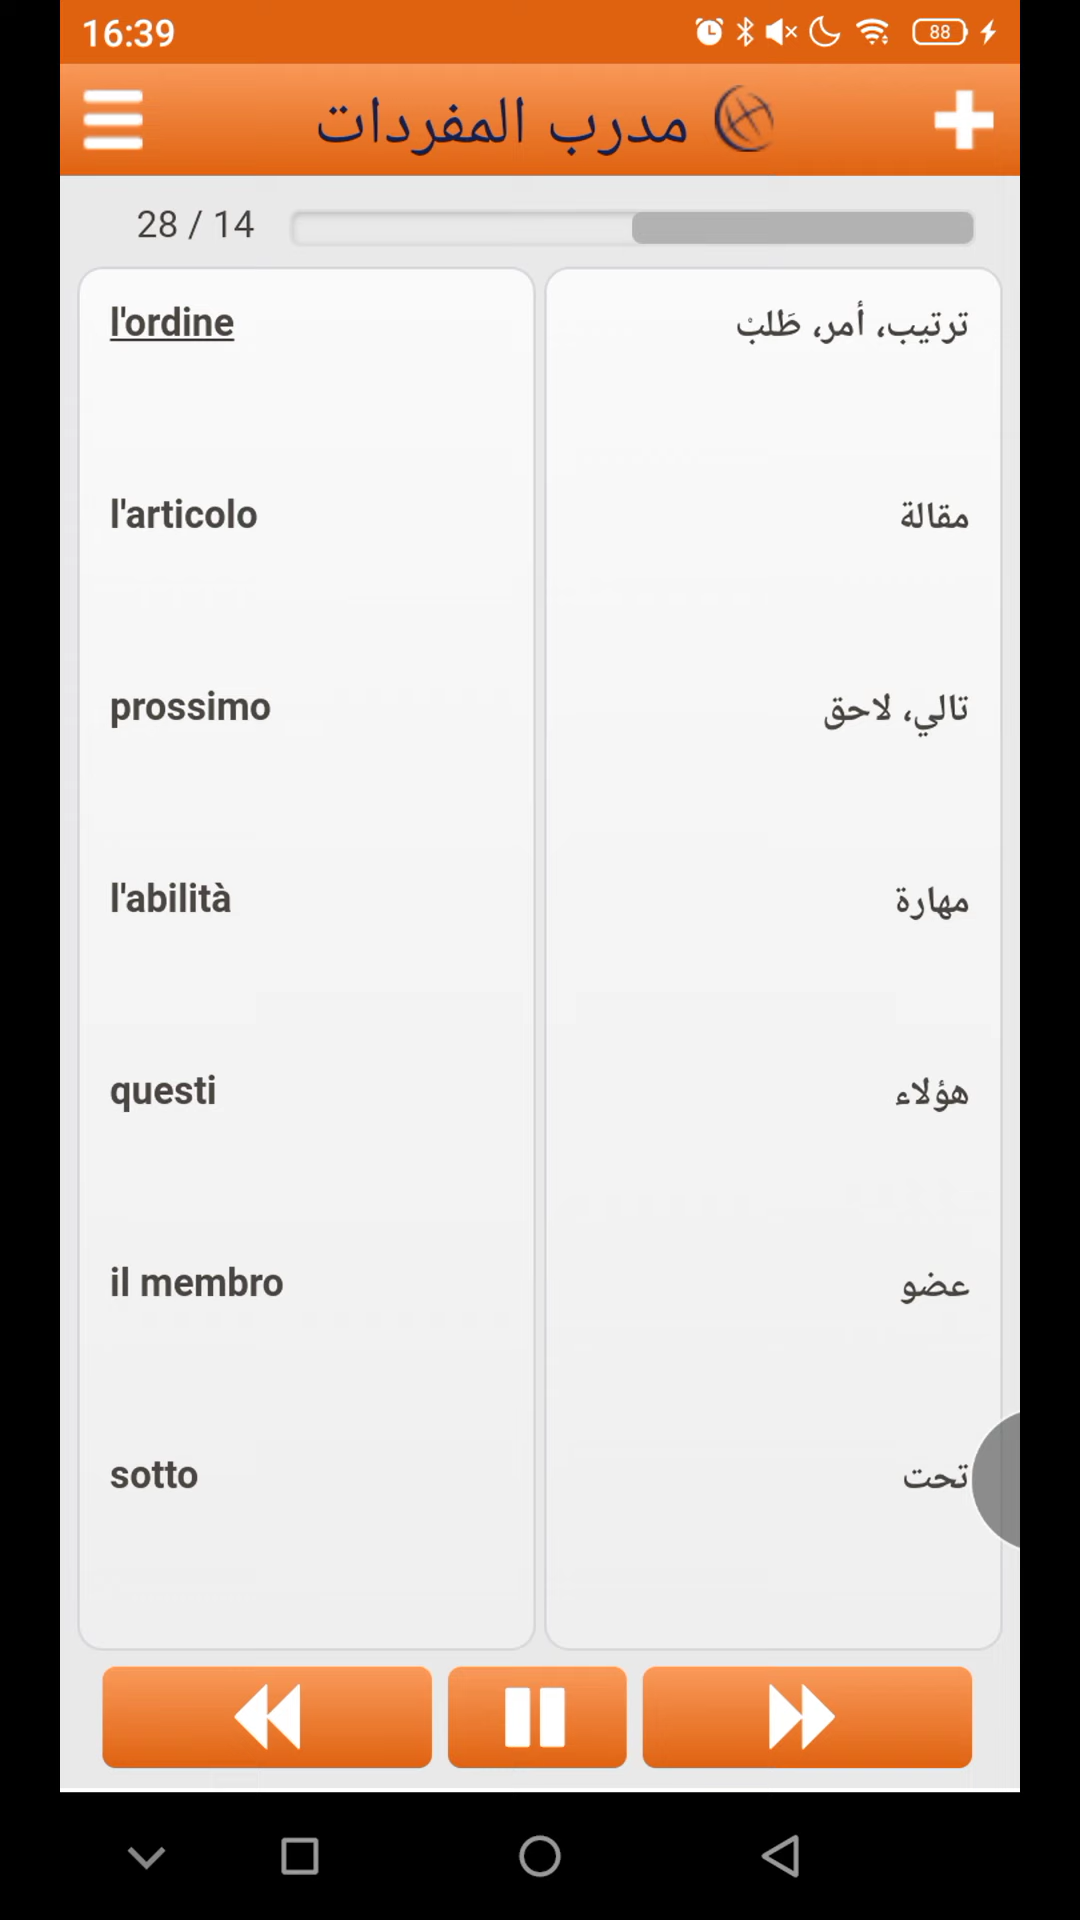 16:39
88
مدرب المفردات
28 / 14
l'ordine
ترتيب، أمر، طَلبْ
l'articolo
مقالة
prossimo
تالي، لاحق
l'abilità
مهارة
questi
هؤلاء
il membro
عضو
sotto
تحت